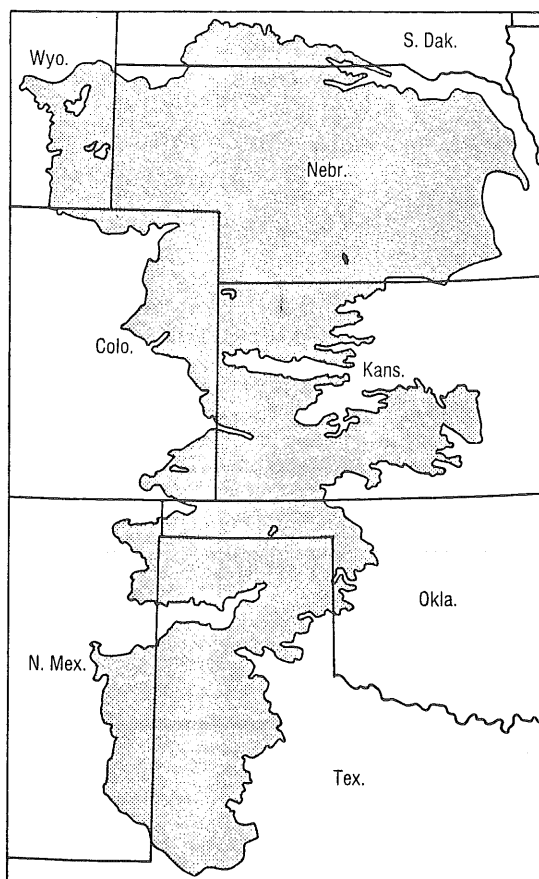 Wyo.
S. Dak.
Nebr.
Colo.
Kans.
Okla.
N. Mex.
Tex.